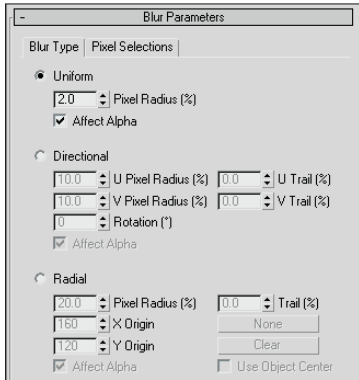 - Blur Parameters
Blur Type Pixel Selections
Uniform
2.0 Pixel Radius (%)
Affect Alpha
Directional
10.0 U Pixel Radius (%) 0.0 U Trail (%)
10.0 V Pixel Radius (%) 0.0 V Trail (%)
0 Rotation (°)
Affect Alpha
Radial
20.0 Pixel Radius (%) 0.0 Trail (%)
160 X Origin None
120 Y Origin Clear
Affect Alpha Use Object Center